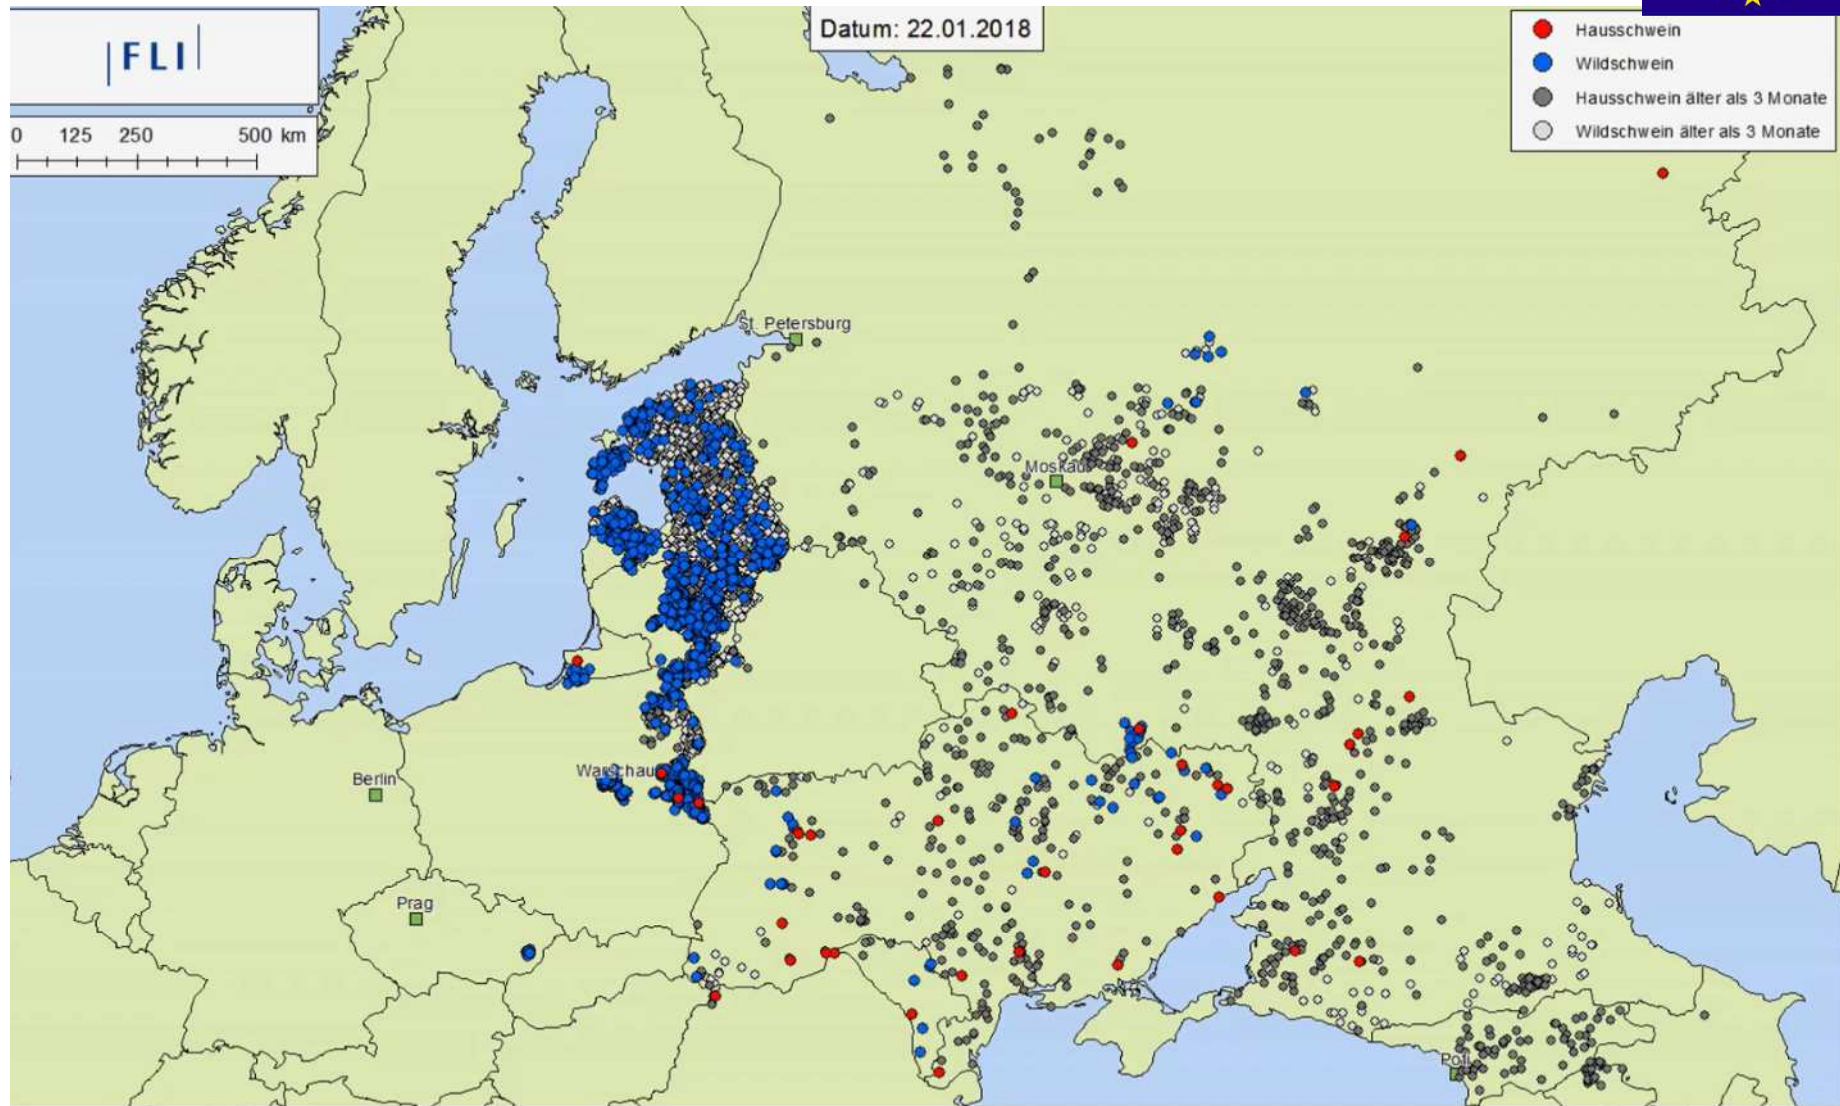 FLI
Datum: 22.01.2018
Hausschwein
Wildschwein
Hausschwein älter als 3 Monate
Wildschwein älter als 3 Monate
0 125 250 500 km
St. Petersburg
Moskau
Warschau
Berlin
Prag
Poti